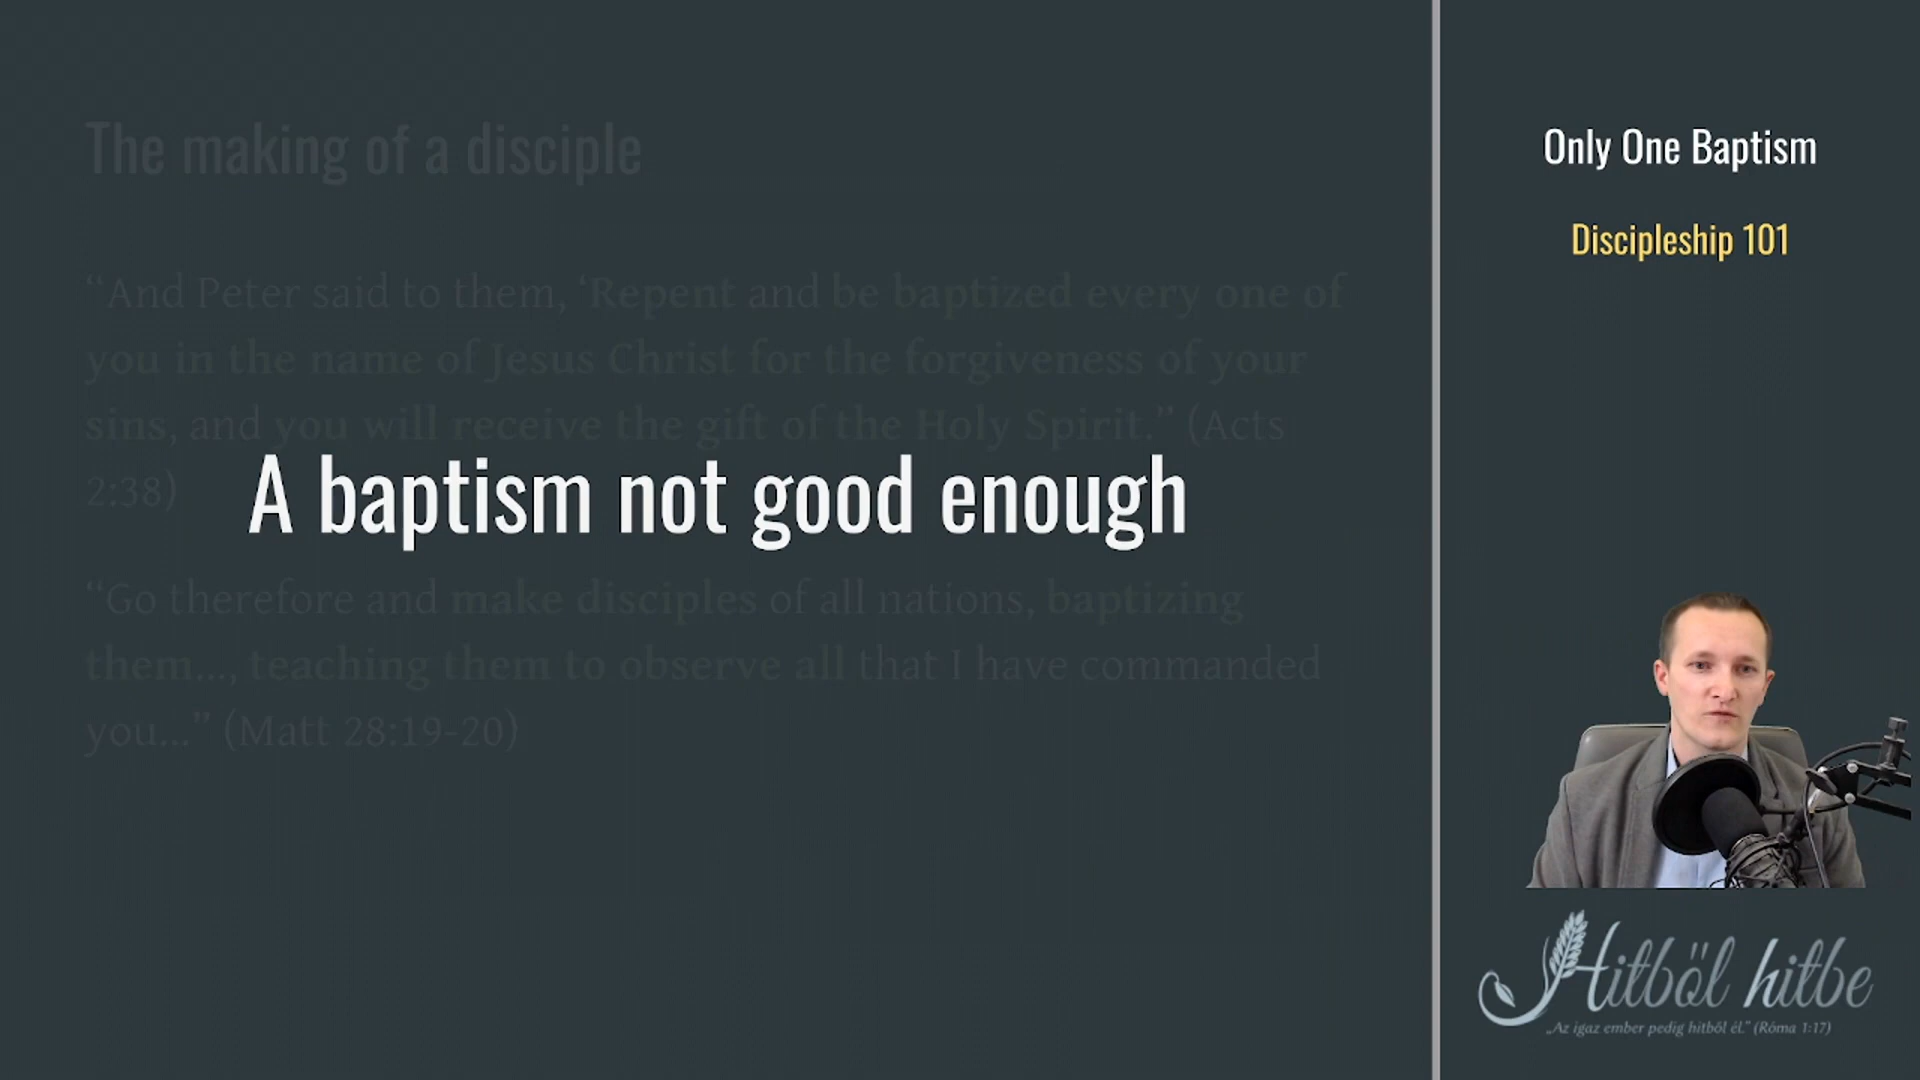 The making of a disciple
“And Peter said to them, ‘Repent and be baptized every one of
you in the name of Jesus Christ for the forgiveness of your
sins, and you will receive the gift of the Holy Spirit.” (Acts
2:38)
A baptism not good enough
“Go therefore and make disciples of all nations, baptizing
them..., teaching them to observe all that I have commanded
you...” (Matt 28:19-20)
Only One Baptism
Discipleship 101
Hitből hitbe
„Az igaz ember pedig hitből él.” (Róma 1:17)